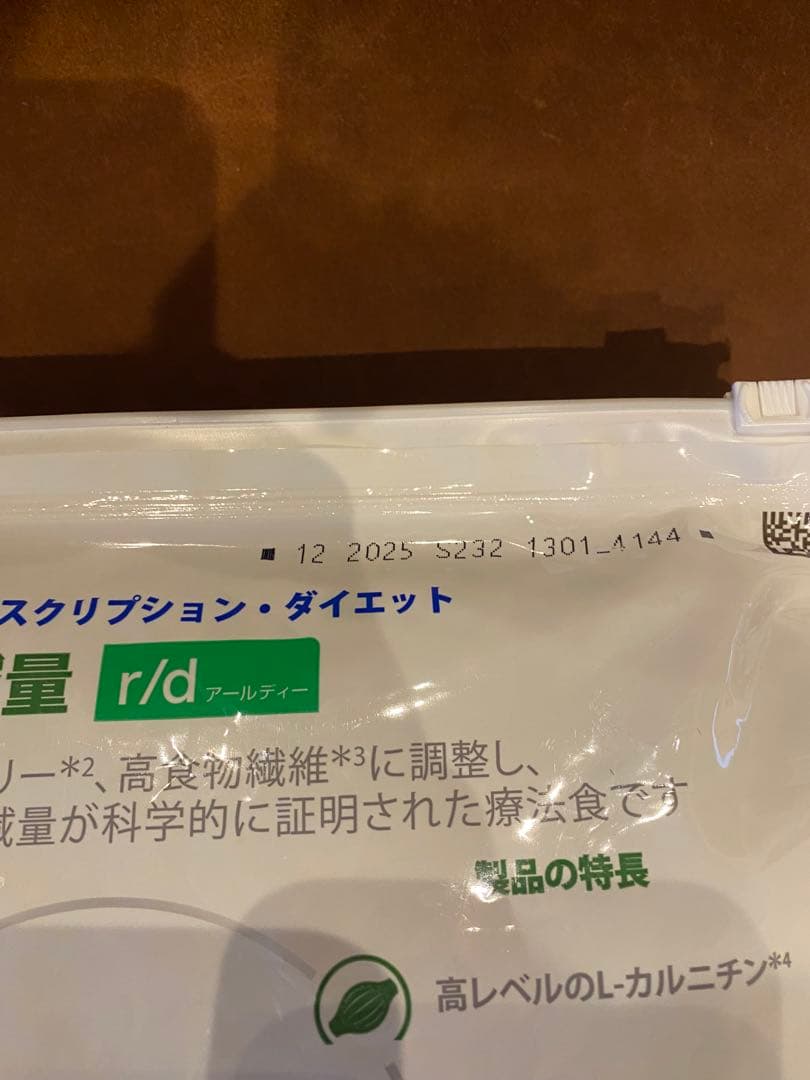 12 2025 S232 1301_4144
スクリプション・ダイエット
量 r/d アールディー
リー*2、高食物繊維*3に調整し、
減量が科学的に証明された療法食です
製品の特長
高レベルのL-カルニチン*4